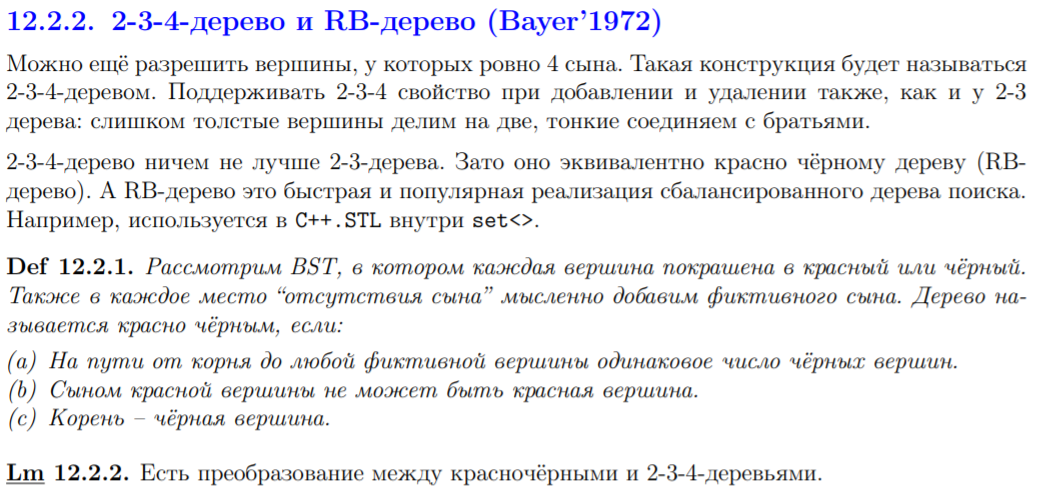 12.2.2. 2-3-4-дерево и RB-дерево (Bayer’1972)
Можно ещё разрешить вершины, у которых ровно 4 сына. Такая конструкция будет называться
2-3-4-деревом. Поддерживать 2-3-4 свойство при добавлении и удалении также, как и у 2-3
дерева: слишком толстые вершины делим на две, тонкие соединяем с братьями.
2-3-4-дерево ничем не лучше 2-3-дерева. Зато оно эквивалентно красно чёрному дереву (RB-
дерево). А RB-дерево это быстрая и популярная реализация сбалансированного дерева поиска.
Например, используется в C++.STL внутри set<>.
Def 12.2.1. Рассмотрим BST, в котором каждая вершина покрашена в красный или чёрный.
Также в каждое место “отсутствия сына” мысленно добавим фиктивного сына. Дерево на-
зывается красно чёрным, если:
(a) На пути от корня до любой фиктивной вершины одинаковое число чёрных вершин.
(b) Сыном красной вершины не может быть красная вершина.
(c) Корень – чёрная вершина.
Lm 12.2.2. Есть преобразование между красночёрными и 2-3-4-деревьями.